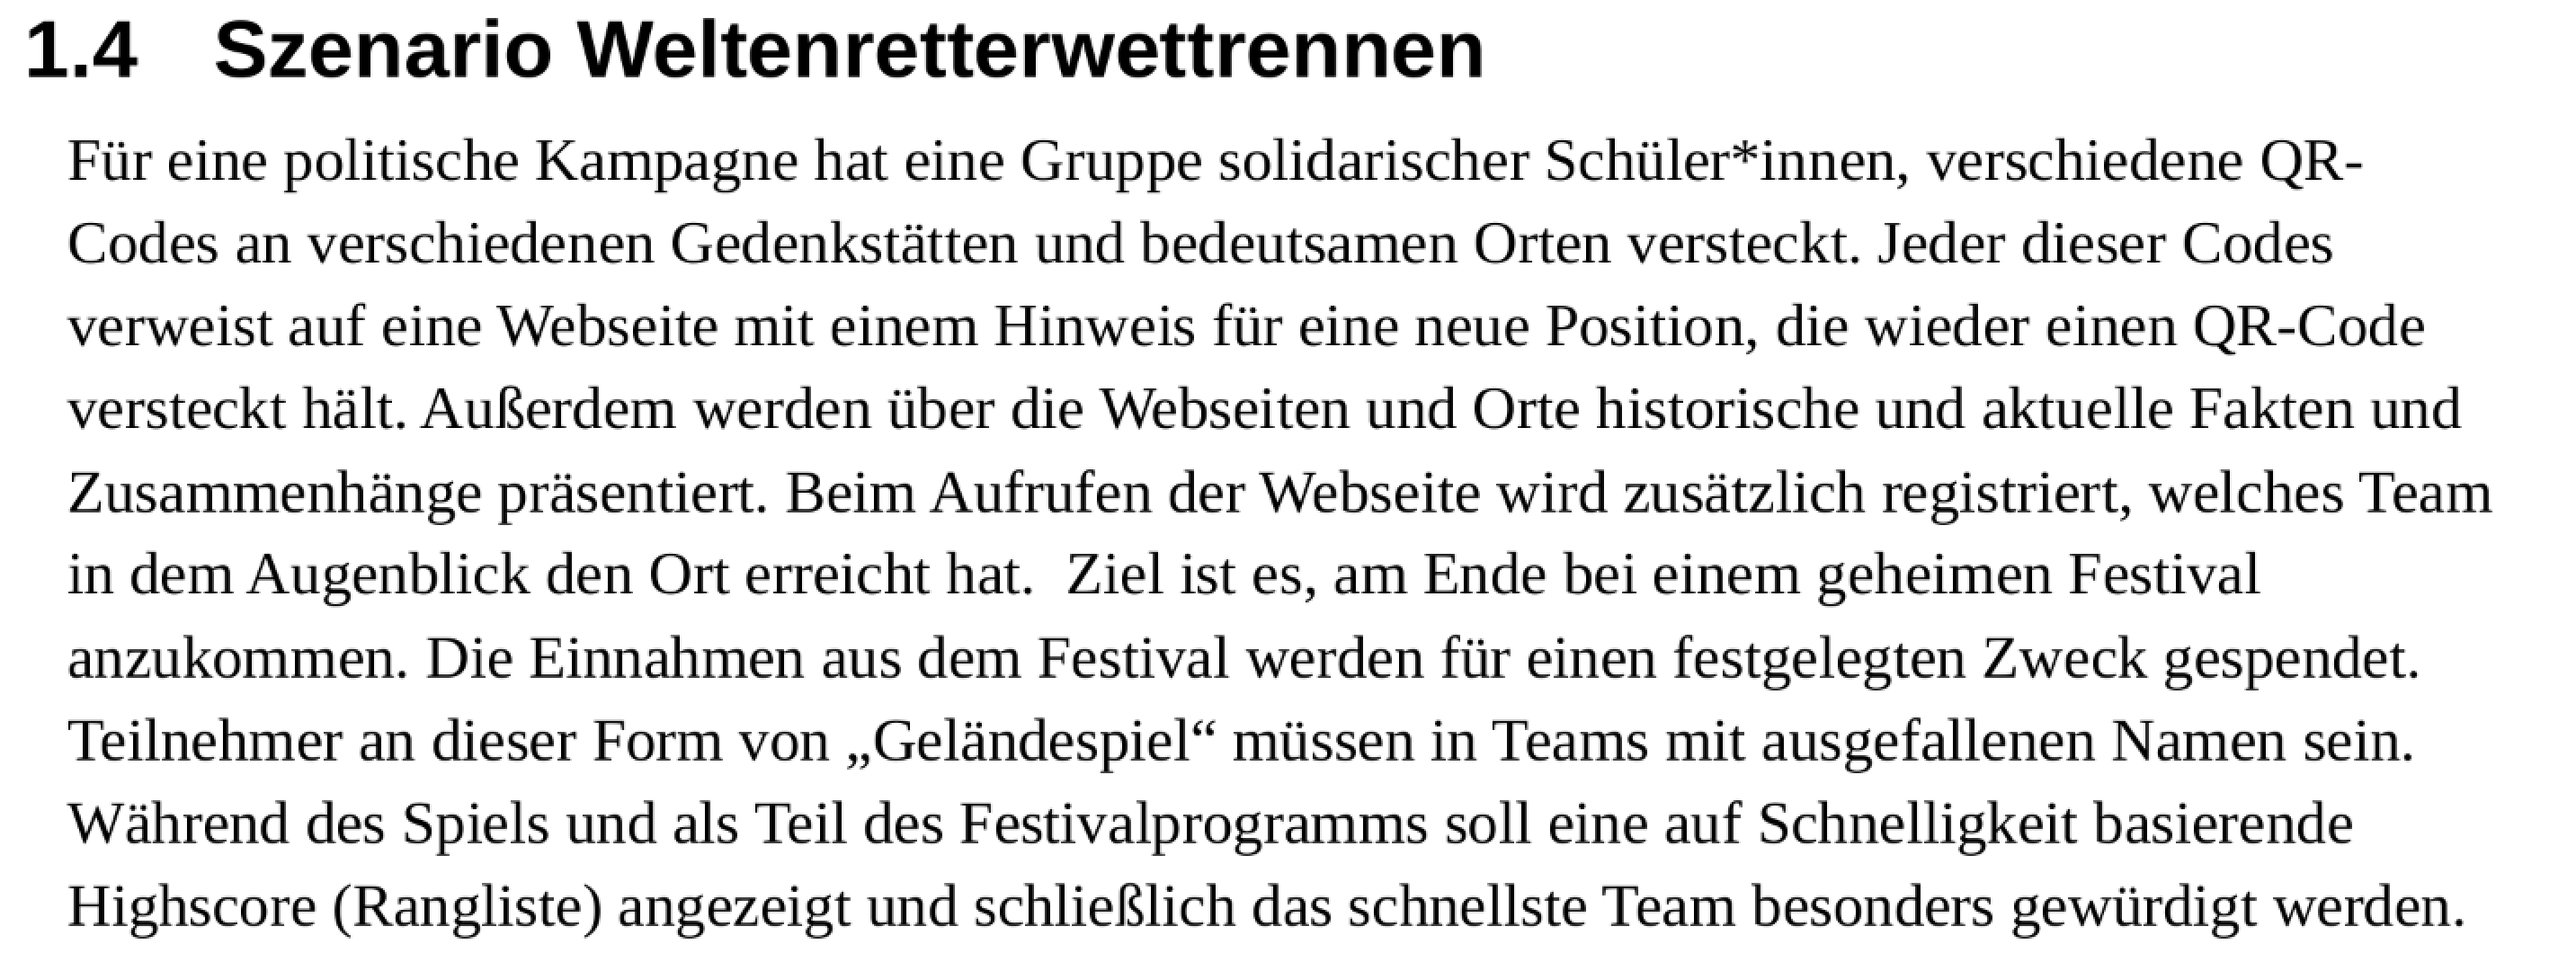 1.4 Szenario Weltenretterwettrennen
Für eine politische Kampagne hat eine Gruppe solidarischer Schüler*innen, verschiedene QR-
Codes an verschiedenen Gedenkstätten und bedeutsamen Orten versteckt. Jeder dieser Codes
verweist auf eine Webseite mit einem Hinweis für eine neue Position, die wieder einen QR-Code
versteckt hält. Außerdem werden über die Webseiten und Orte historische und aktuelle Fakten und
Zusammenhänge präsentiert. Beim Aufrufen der Webseite wird zusätzlich registriert, welches Team
in dem Augenblick den Ort erreicht hat.  Ziel ist es, am Ende bei einem geheimen Festival
anzukommen. Die Einnahmen aus dem Festival werden für einen festgelegten Zweck gespendet.
Teilnehmer an dieser Form von „Geländespiel“ müssen in Teams mit ausgefallenen Namen sein.
Während des Spiels und als Teil des Festivalprogramms soll eine auf Schnelligkeit basierende
Highscore (Rangliste) angezeigt und schließlich das schnellste Team besonders gewürdigt werden.